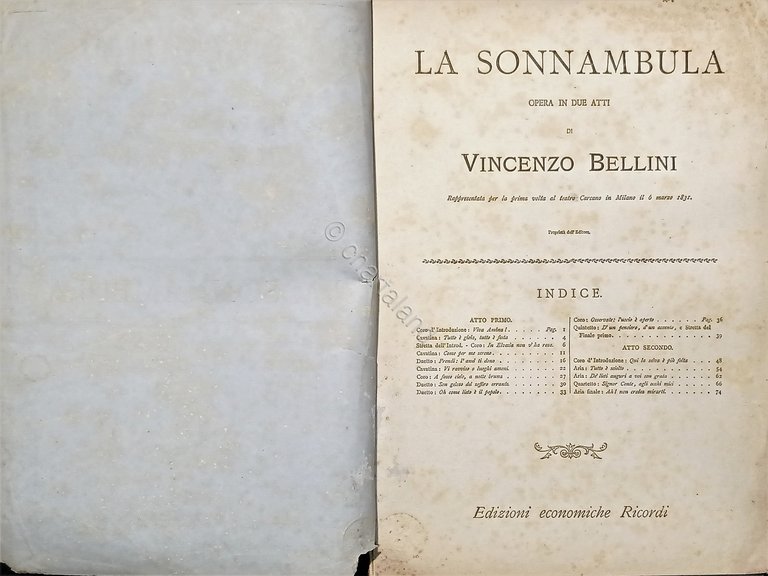 LA SONNAMBULA
OPERA IN DUE ATTI
DI
VINCENZO BELLINI
Rappresentata per la prima volta al teatro Carcano in Milano il 6 marzo 1831.
Proprietà dell'Editore.
INDICE.
ATTO PRIMO.
Coro d'Introduzione: Viva Amina! . . . . . Pag. 1
Cavatina: Tutto è gioia, tutto è festa . . . . . . 4
Stretta dell'Introd. - Coro: In Elvezia non v'ha rosa. 6
Cavatina: Come per me sereno . . . . . . . . 11
Duetto: Prendi: l'anel ti dono . . . . . . . . 16
Cavatina: Vi ravviso o luoghi ameni. . . . . . . 22
Coro: A fosco cielo, a notte bruna . . . . . . . 27
Duetto: Son geloso del zeffiro errante . . . . . . 30
Duetto: Oh come lieto è il popolo . . . . . . . 33
Coro: Osservate: l'uscio è aperto . . . . . . Pag. 36
Quintetto: D'un pensiero, d'un accento, e Stretta del
Finale primo . . . . . . . . . . . 39
ATTO SECONDO.
Coro d'Introduzione: Qui la selva è più folta . . . . 48
Aria: Tutto è sciolto . . . . . . . . . . 54
Aria: De' lieti auguri a voi son grata . . . . . . 62
Quartetto: Signor Conte, agli occhi miei . . . . . 66
Aria finale: Ah! non credea mirarti. . . . . . . 74
Edizioni economiche Ricordi